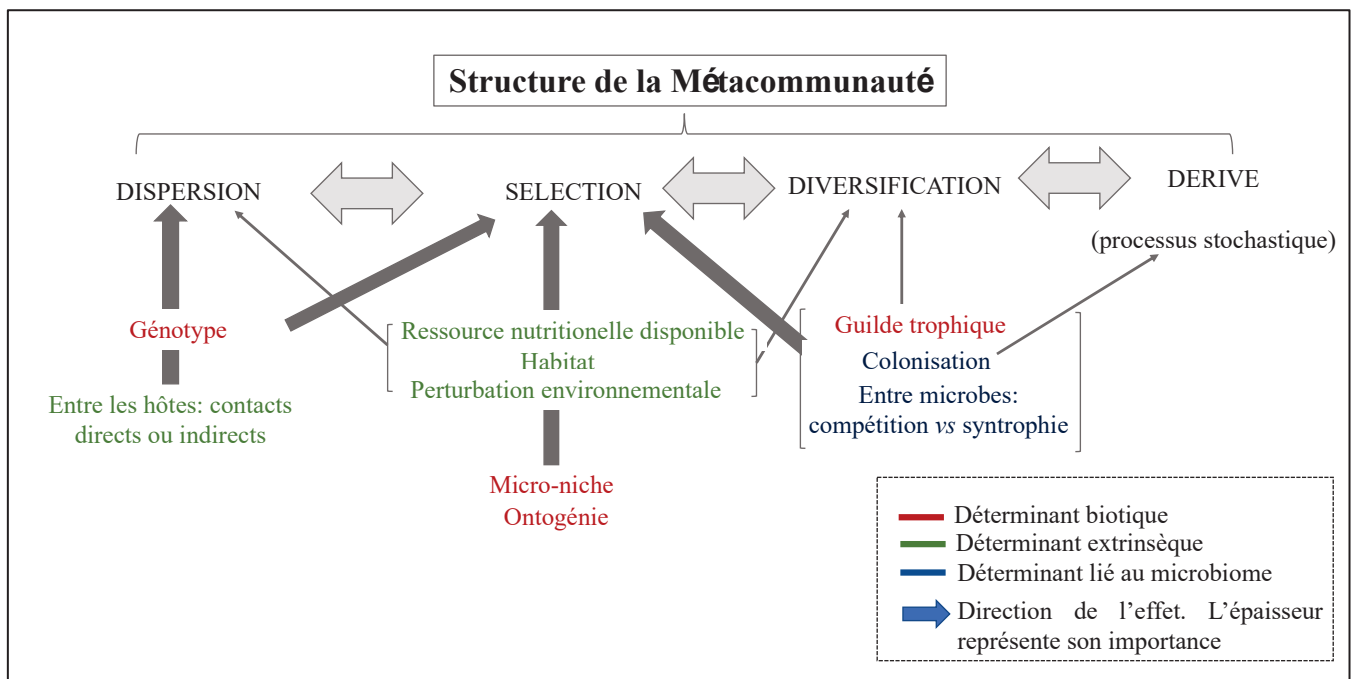 Structure de la Métacommunauté
DISPERSION
SELECTION
DIVERSIFICATION
DERIVE
(processus stochastique)
Génotype
Entre les hôtes: contacts
directs ou indirects
Ressource nutritionelle disponible
Habitat
Perturbation environnementale
Micro-niche
Ontogénie
Guilde trophique
Colonisation
Entre microbes:
compétition vs syntrophie
Déterminant biotique
Déterminant extrinsèque
Déterminant lié au microbiome
Direction de l'effet. L'épaisseur
représente son importance